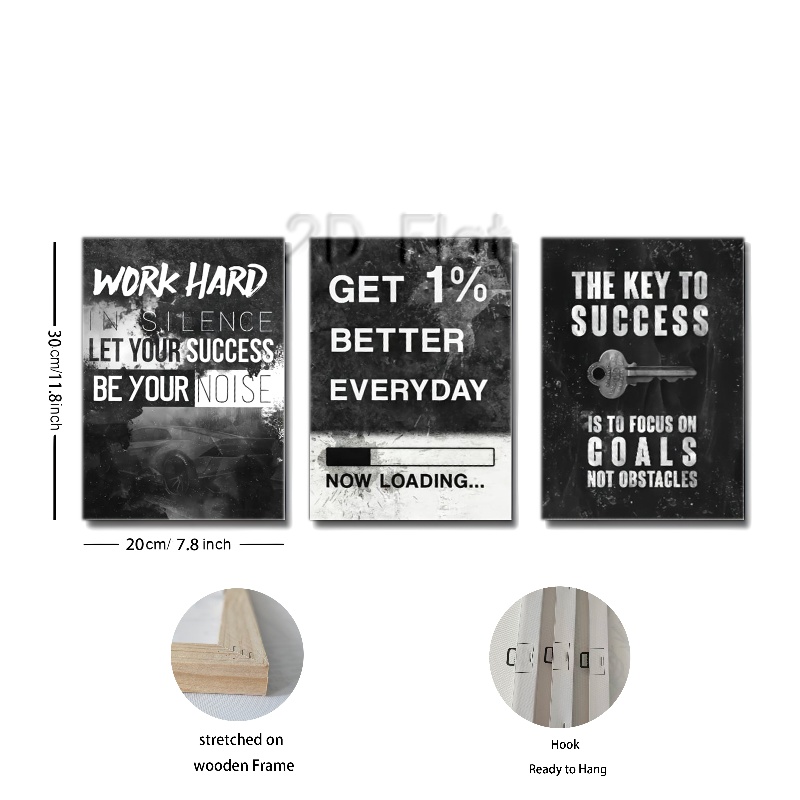 2D Flat
WORK HARD
IN SILENCE
LET YOUR SUCCESS
BE YOUR NOISE
GET 1%
BETTER
EVERYDAY
NOW LOADING...
THE KEY TO
SUCCESS
IS TO FOCUS ON
GOALS
NOT OBSTACLES
30cm/11.8inch
20cm/ 7.8 inch
stretched on
wooden Frame
Hook
Ready to Hang